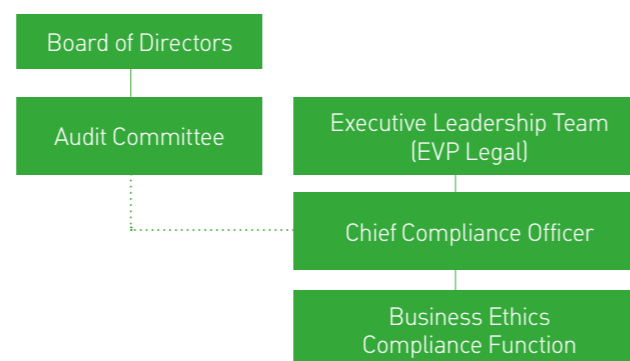 Board of Directors
Audit Committee
Executive Leadership Team
(EVP Legal)
Chief Compliance Officer
Business Ethics
Compliance Function